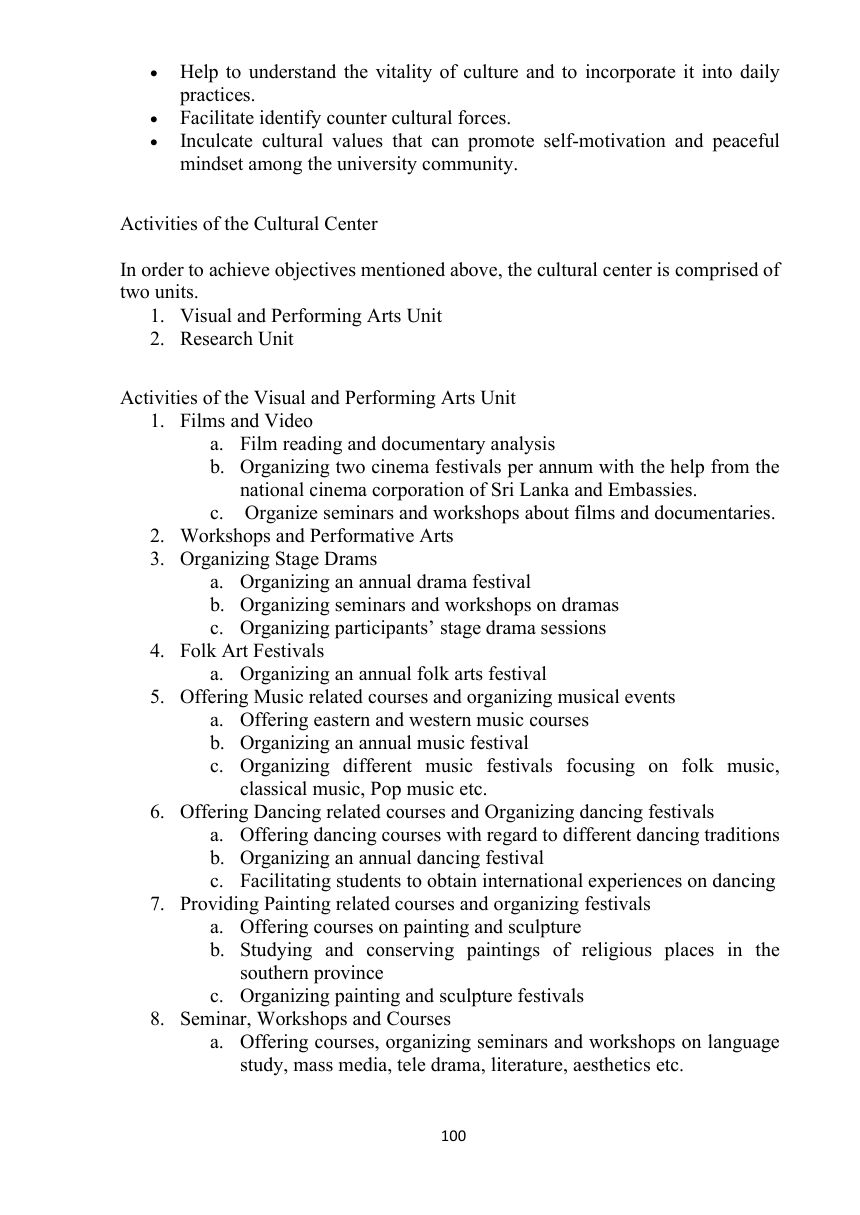 • Help to understand the vitality of culture and to incorporate it into daily
practices.
• Facilitate identify counter cultural forces.
• Inculcate cultural values that can promote self-motivation and peaceful
mindset among the university community.
Activities of the Cultural Center
In order to achieve objectives mentioned above, the cultural center is comprised of
two units.
1. Visual and Performing Arts Unit
2. Research Unit
Activities of the Visual and Performing Arts Unit
1. Films and Video
a. Film reading and documentary analysis
b. Organizing two cinema festivals per annum with the help from the
national cinema corporation of Sri Lanka and Embassies.
c. Organize seminars and workshops about films and documentaries.
2. Workshops and Performative Arts
3. Organizing Stage Drams
a. Organizing an annual drama festival
b. Organizing seminars and workshops on dramas
c. Organizing participants’ stage drama sessions
4. Folk Art Festivals
a. Organizing an annual folk arts festival
5. Offering Music related courses and organizing musical events
a. Offering eastern and western music courses
b. Organizing an annual music festival
c. Organizing different music festivals focusing on folk music,
classical music, Pop music etc.
6. Offering Dancing related courses and Organizing dancing festivals
a. Offering dancing courses with regard to different dancing traditions
b. Organizing an annual dancing festival
c. Facilitating students to obtain international experiences on dancing
7. Providing Painting related courses and organizing festivals
a. Offering courses on painting and sculpture
b. Studying and conserving paintings of religious places in the
southern province
c. Organizing painting and sculpture festivals
8. Seminar, Workshops and Courses
a. Offering courses, organizing seminars and workshops on language
study, mass media, tele drama, literature, aesthetics etc.
100